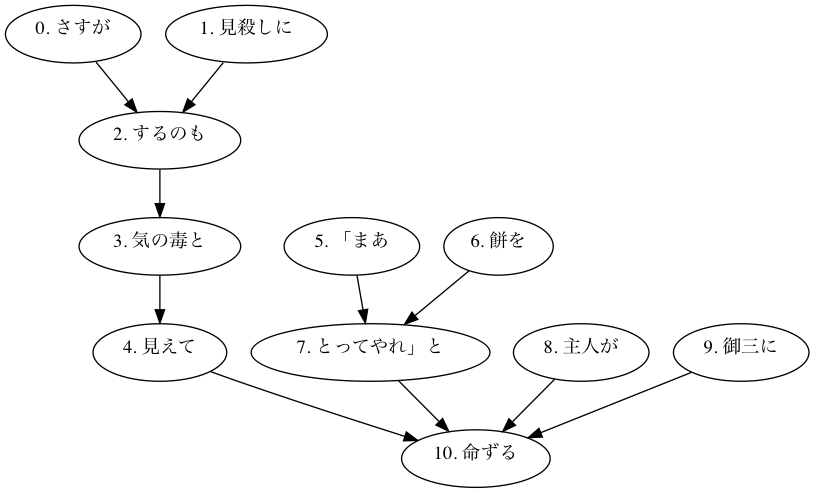 0. さすが
1. 見殺しに
2. するのも
3. 気の毒と
5. 「まあ
6. 餅を
4. 見えて
7. とってやれ」と
8. 主人が
9. 御三に
10. 命ずる